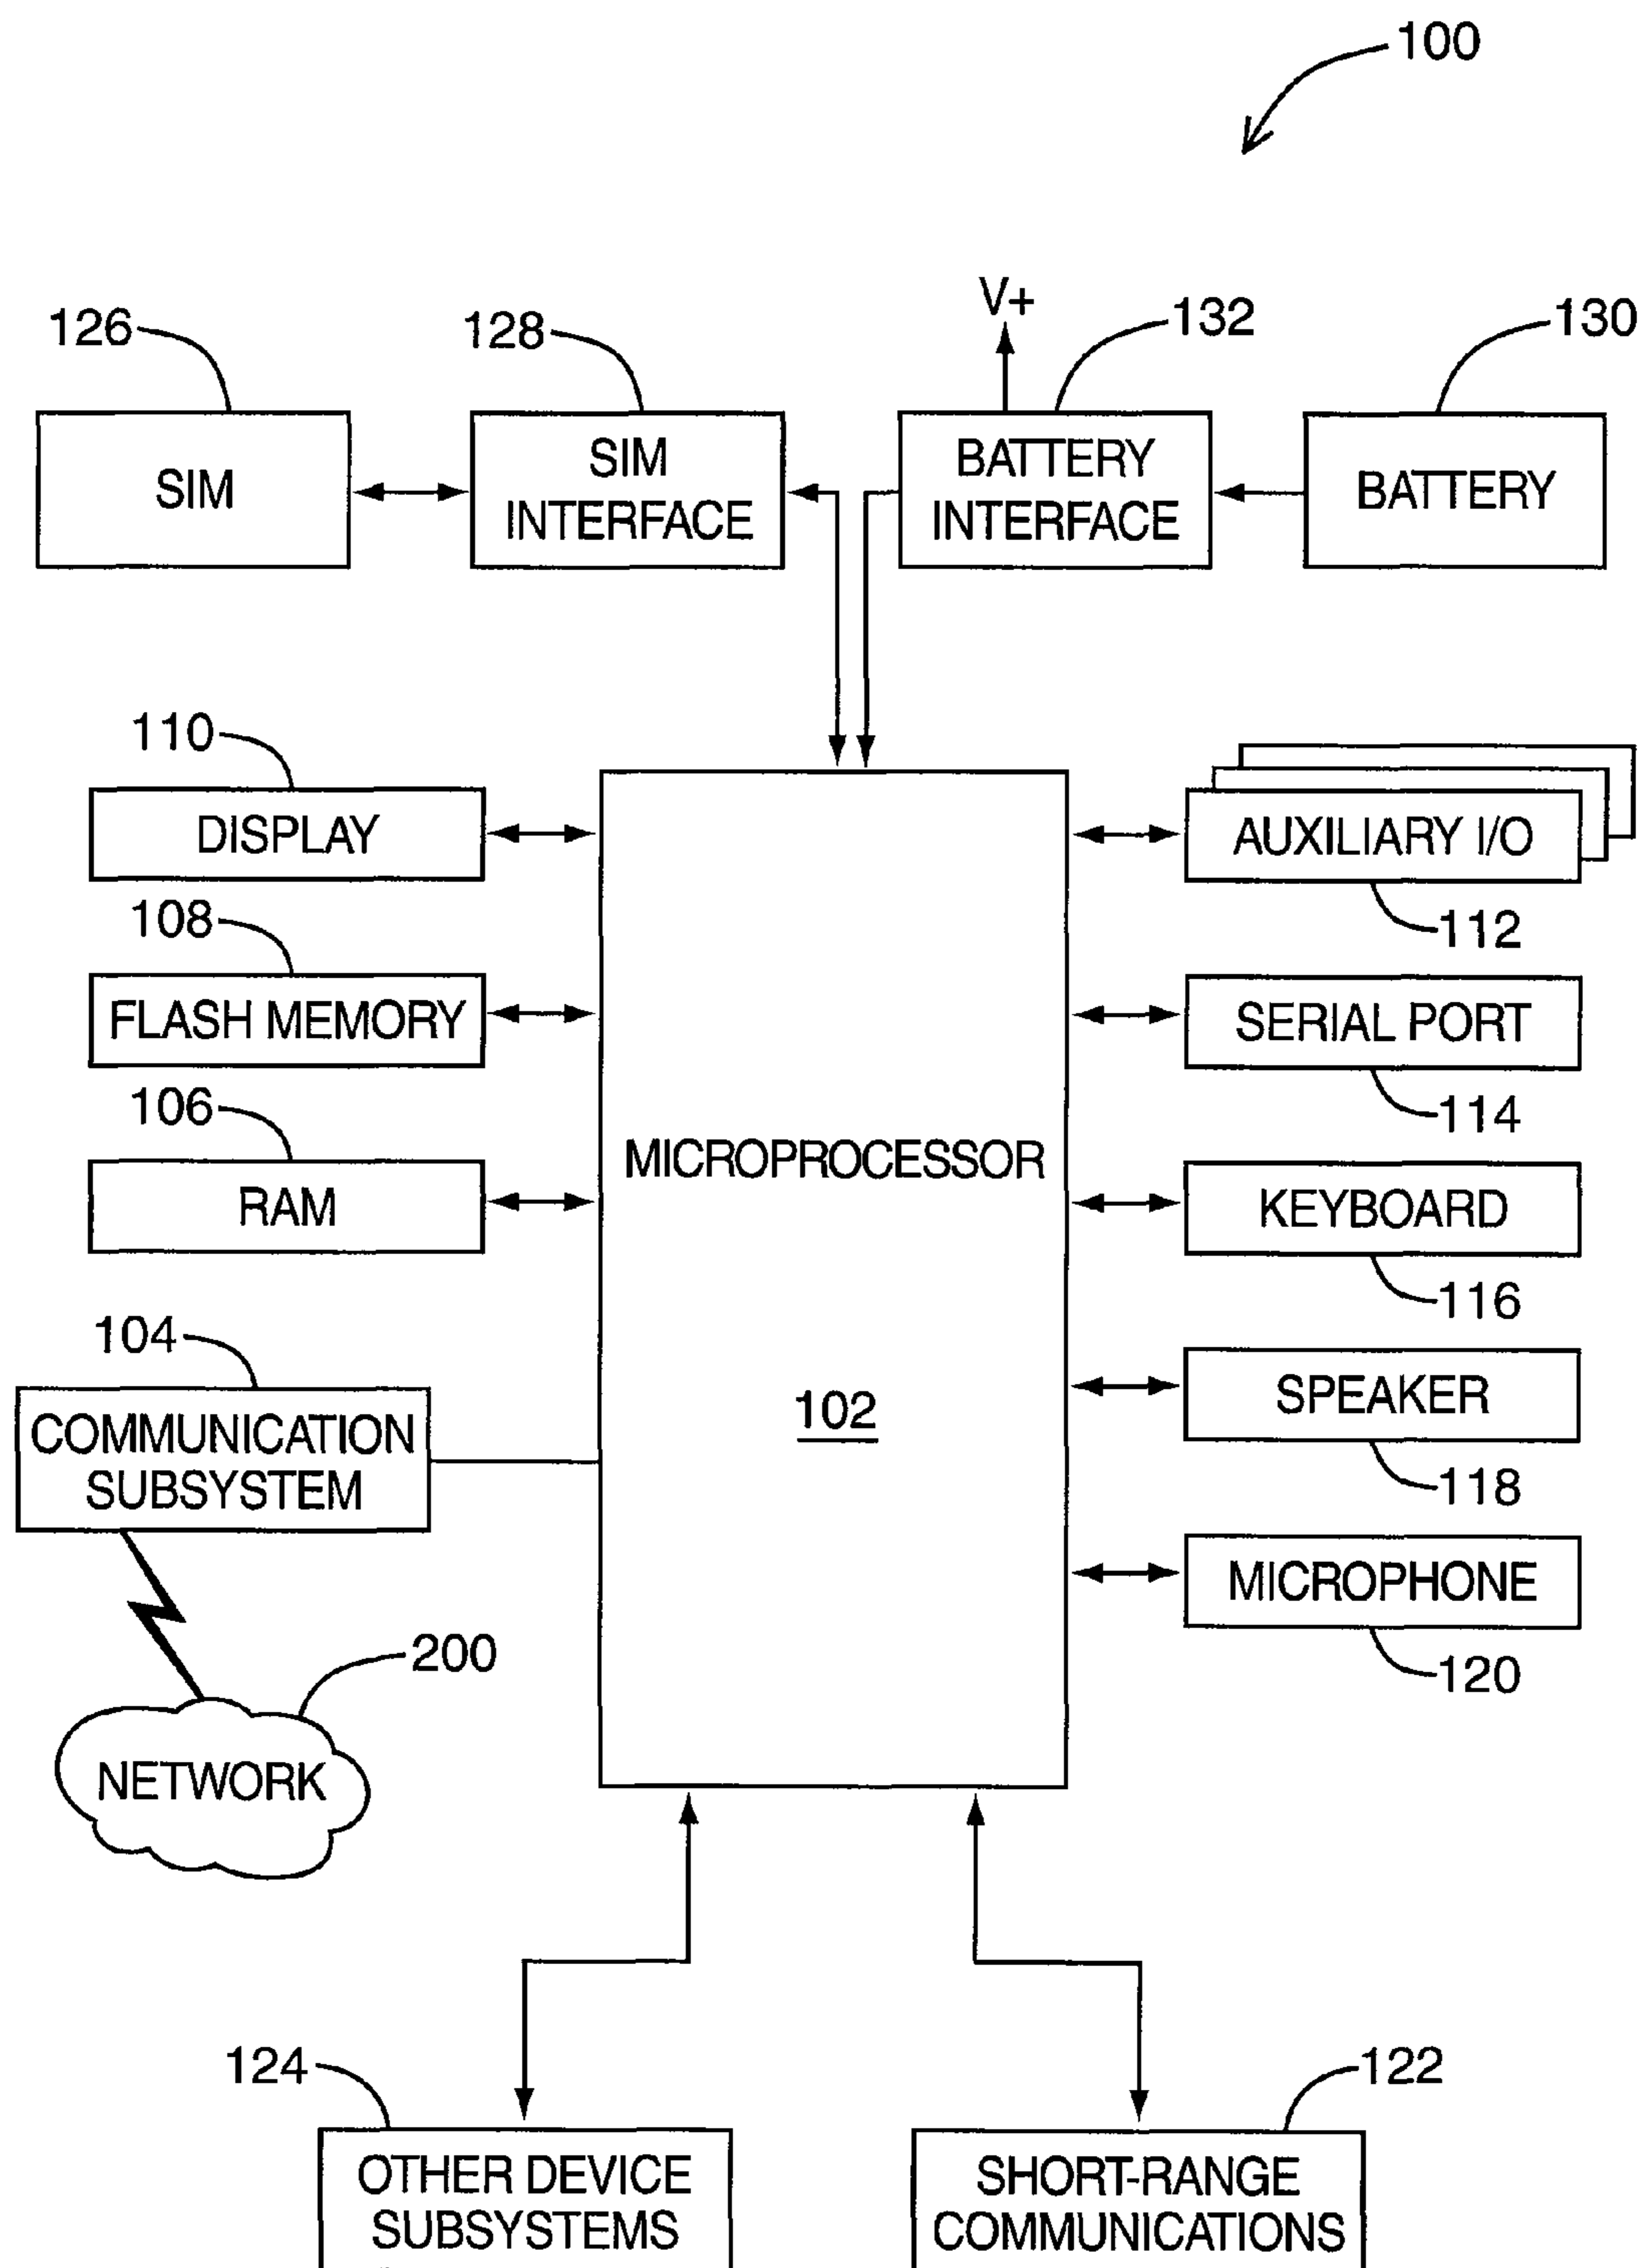 100
V+
126
128
132
130
SIM
SIM
INTERFACE
BATTERY
INTERFACE
BATTERY
110
DISPLAY
AUXILIARY I/O
112
108
FLASH MEMORY
SERIAL PORT
114
106
RAM
MICROPROCESSOR
KEYBOARD
116
104
COMMUNICATION
SUBSYSTEM
102
SPEAKER
118
MICROPHONE
120
200
NETWORK
124
122
OTHER DEVICE
SUBSYSTEMS
SHORT-RANGE
COMMUNICATIONS